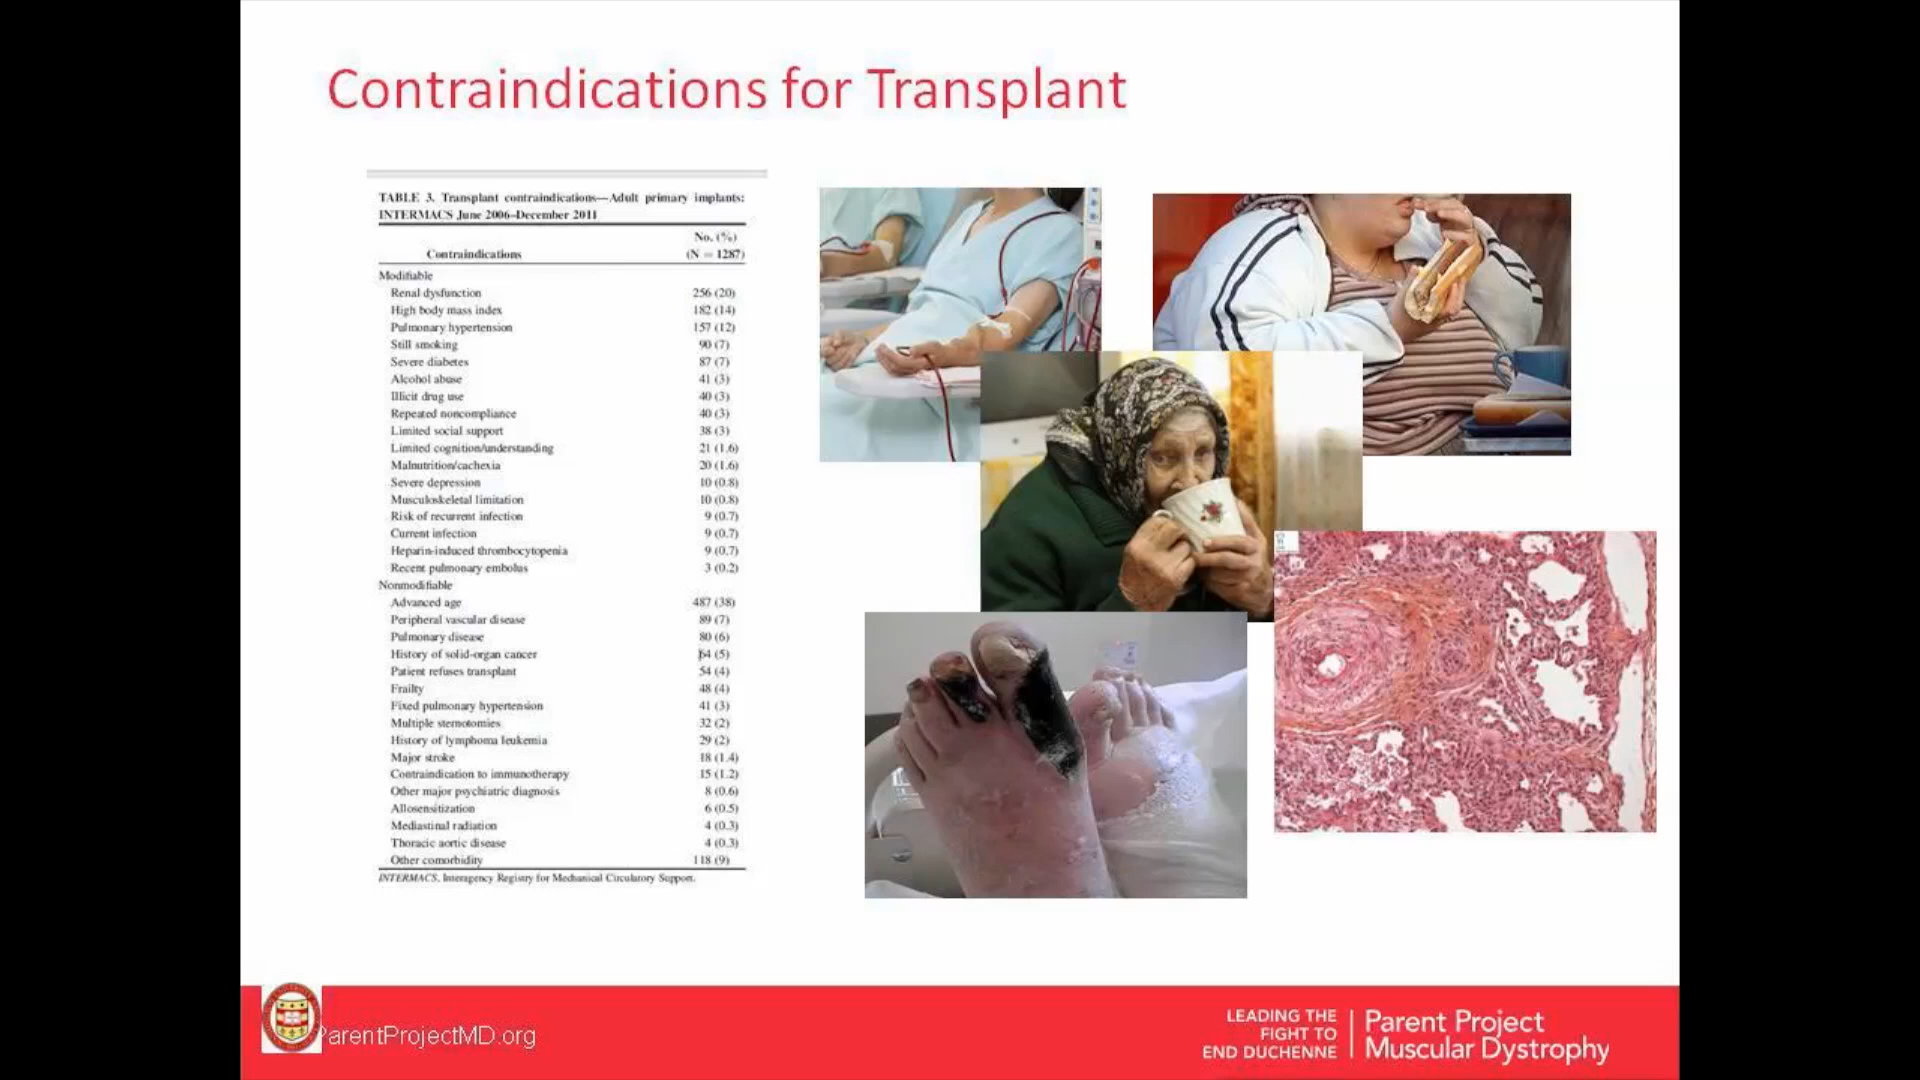 Contraindications for Transplant
TABLE 3. Transplant contraindications—Adult primary implants:
INTERMACS June 2006–December 2011
No. (%)
Contraindications (N = 1287)
Modifiable
Renal dysfunction 256 (20)
High body mass index 182 (14)
Pulmonary hypertension 157 (12)
Still smoking 90 (7)
Severe diabetes 87 (7)
Alcohol abuse 41 (3)
Illicit drug use 40 (3)
Repeated noncompliance 40 (3)
Limited social support 38 (3)
Limited cognition/understanding 21 (1.6)
Malnutrition/cachexia 20 (1.6)
Severe depression 10 (0.8)
Musculoskeletal limitation 10 (0.8)
Risk of recurrent infection 9 (0.7)
Current infection 9 (0.7)
Heparin-induced thrombocytopenia 9 (0.7)
Recent pulmonary embolus 3 (0.2)
Nonmodifiable
Advanced age 487 (38)
Peripheral vascular disease 89 (7)
Pulmonary disease 80 (6)
History of solid-organ cancer 64 (5)
Patient refuses transplant 54 (4)
Frailty 48 (4)
Fixed pulmonary hypertension 41 (3)
Multiple sternotomies 32 (2)
History of lymphoma leukemia 29 (2)
Major stroke 18 (1.4)
Contraindication to immunotherapy 15 (1.2)
Other major psychiatric diagnosis 8 (0.6)
Allosensitization 6 (0.5)
Mediastinal radiation 4 (0.3)
Thoracic aortic disease 4 (0.3)
Other comorbidity 118 (9)
INTERMACS, Interagency Registry for Mechanical Circulatory Support.
ParentProjectMD.org
LEADING THE
FIGHT TO
END DUCHENNE
Parent Project
Muscular Dystrophy